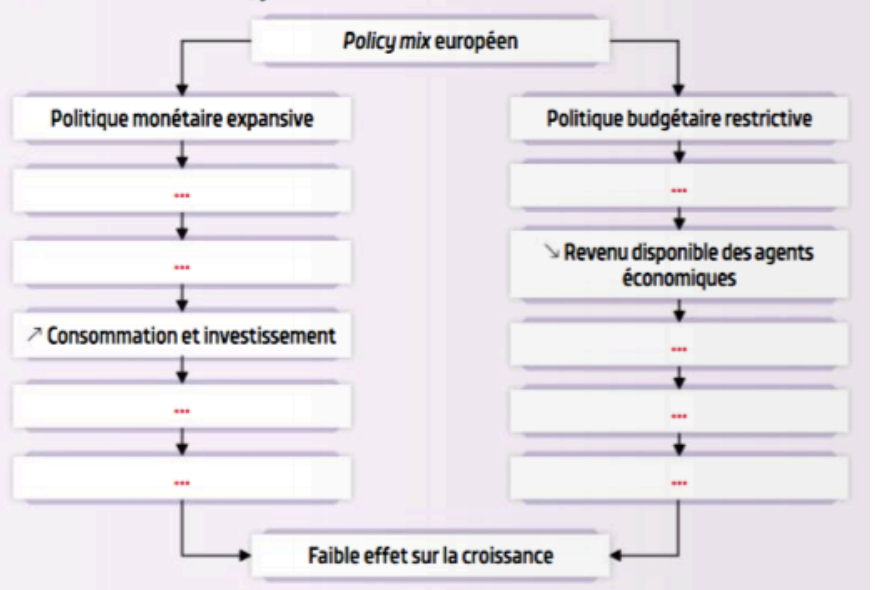 Policy mix européen
Politique monétaire expansive
Politique budgétaire restrictive
...
...
...
↘ Revenu disponible des agents
économiques
↗ Consommation et investissement
...
...
...
...
...
Faible effet sur la croissance